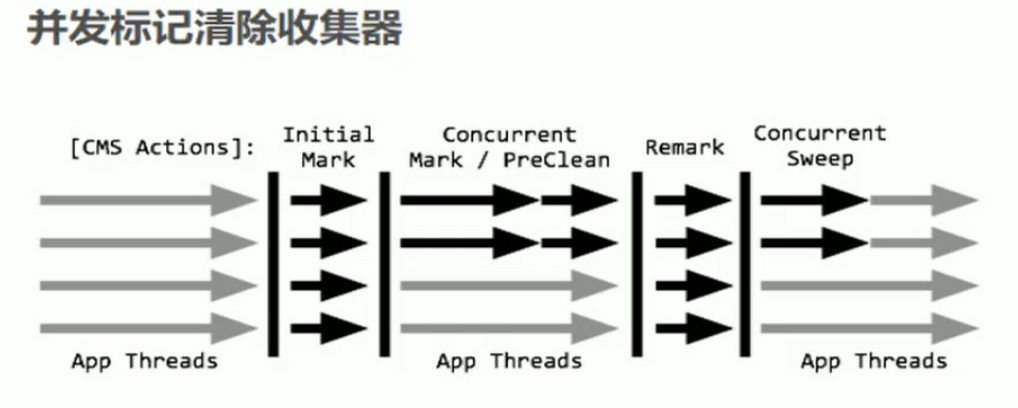 并发标记清除收集器
[CMS Actions]:
Initial
Mark
Concurrent
Mark / PreClean
Remark
Concurrent
Sweep
App Threads
App Threads
App Threads